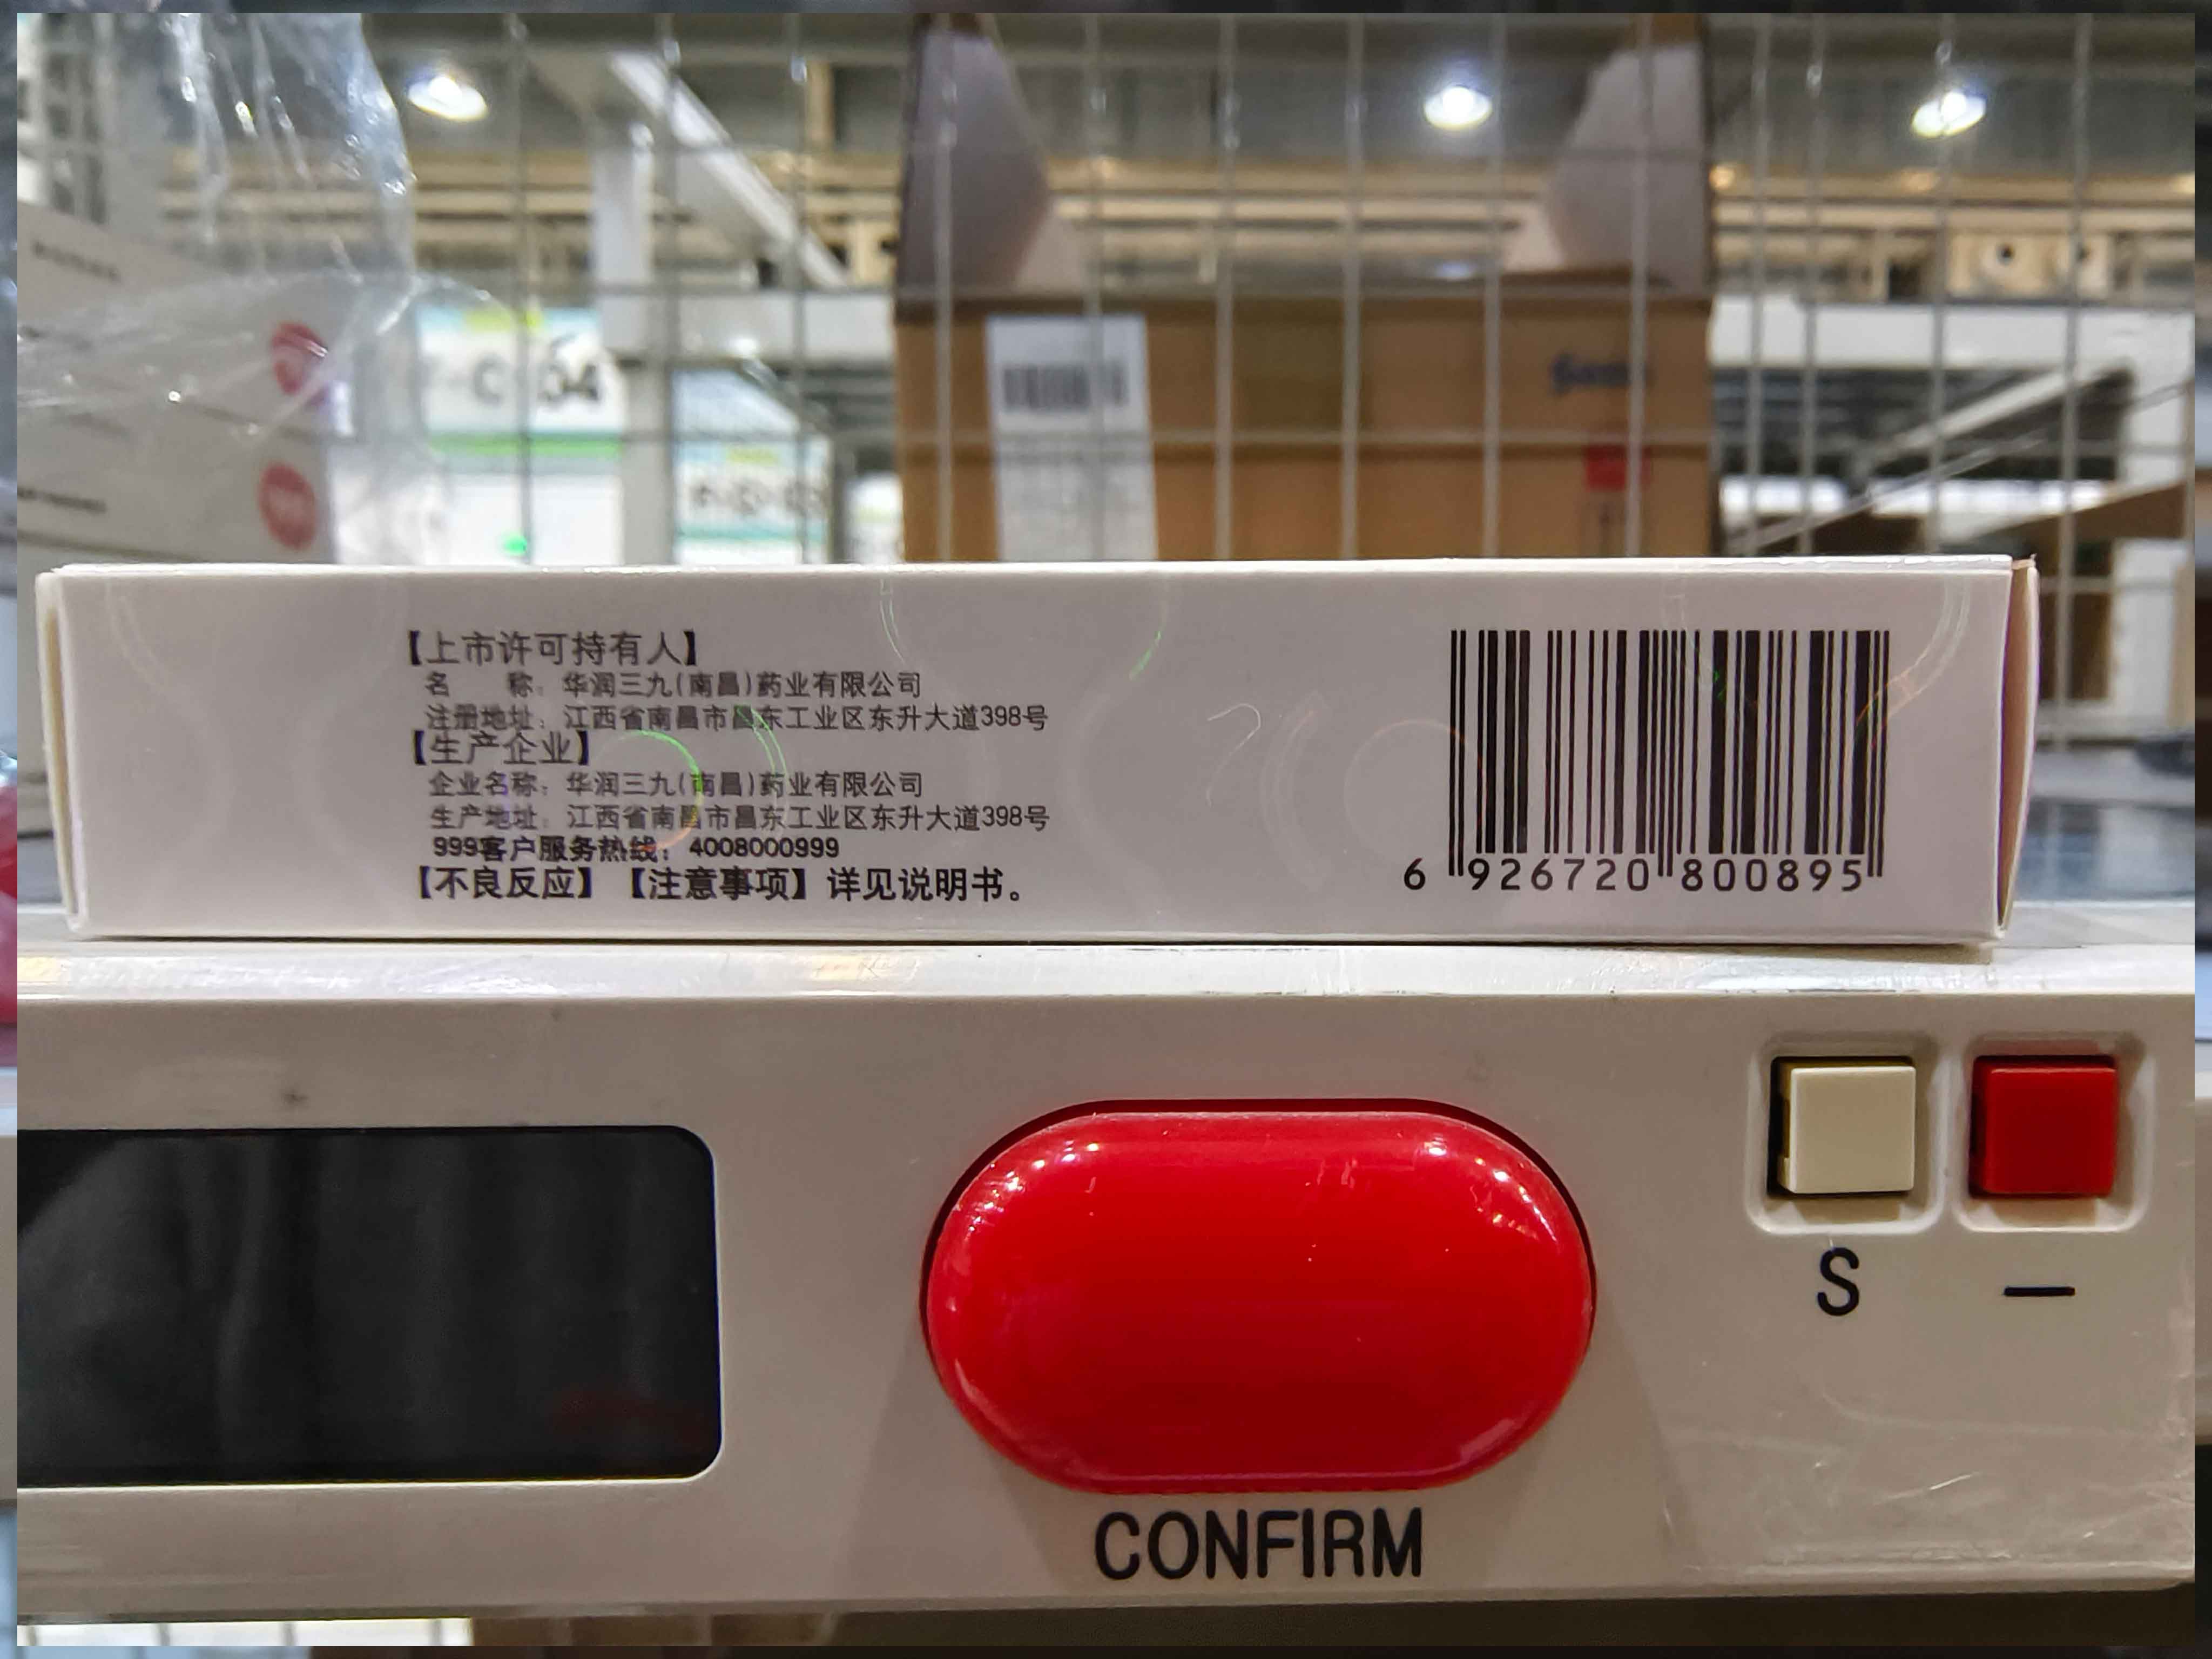 【上市许可持有人】
名 称：华润三九(南昌)药业有限公司
注册地址：江西省南昌市昌东工业区东升大道398号
【生产企业】
企业名称：华润三九(南昌)药业有限公司
生产地址：江西省南昌市昌东工业区东升大道398号
999客户服务热线：4008000999
【不良反应】【注意事项】详见说明书。
6 926720 800895
S
—
CONFIRM